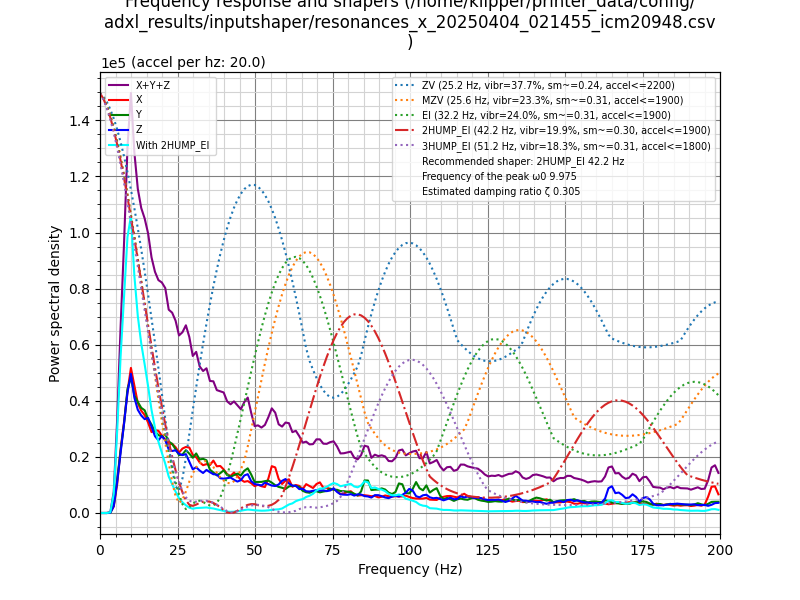 Frequency response and shapers (/home/klipper/printer_data/config/
adxl_results/inputshaper/resonances_x_20250404_021455_icm20948.csv
)
1e5 (accel per hz: 20.0)
X+Y+Z
X
Y
Z
With 2HUMP_EI
ZV (25.2 Hz, vibr=37.7%, sm~=0.24, accel<=2200)
MZV (25.6 Hz, vibr=23.3%, sm~=0.31, accel<=1900)
EI (32.2 Hz, vibr=24.0%, sm~=0.31, accel<=1900)
2HUMP_EI (42.2 Hz, vibr=19.9%, sm~=0.30, accel<=1900)
3HUMP_EI (51.2 Hz, vibr=18.3%, sm~=0.31, accel<=1800)
Recommended shaper: 2HUMP_EI 42.2 Hz
Frequency of the peak ω0 9.975
Estimated damping ratio ζ 0.305
Power spectral density
1.4
1.2
1.0
0.8
0.6
0.4
0.2
0.0
0 25 50 75 100 125 150 175 200
Frequency (Hz)